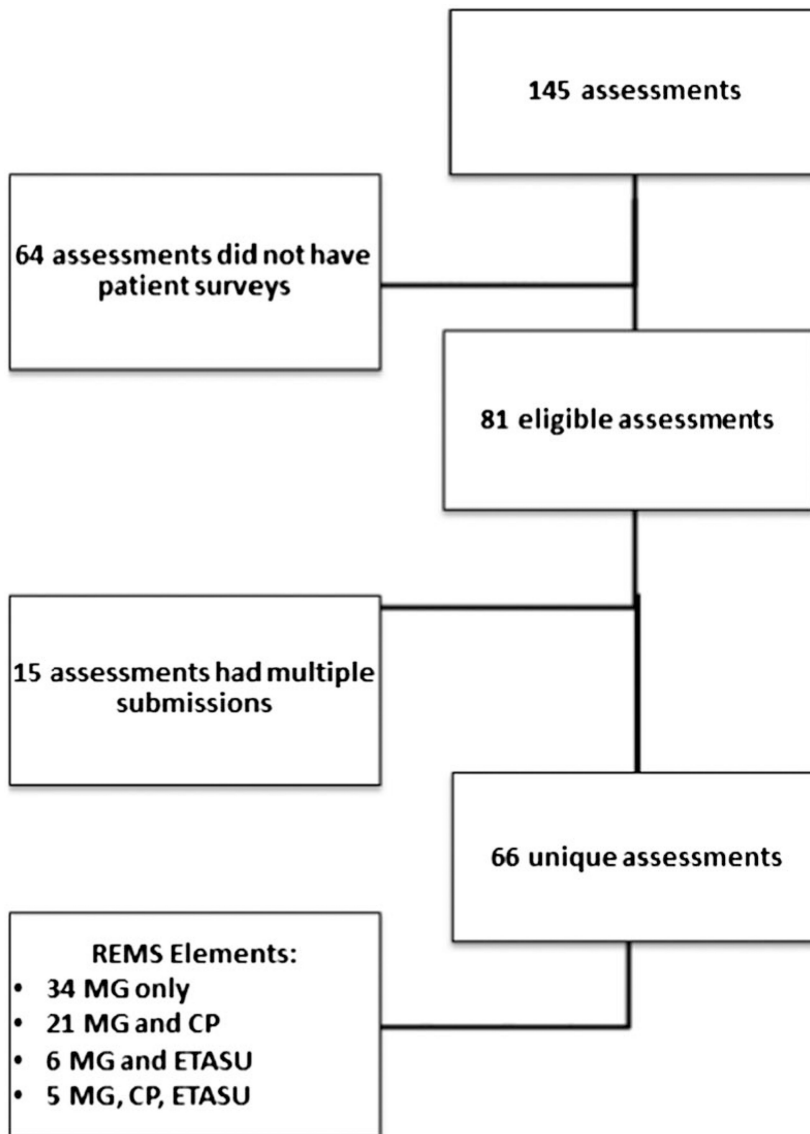 145 assessments
64 assessments did not have
patient surveys
81 eligible assessments
15 assessments had multiple
submissions
66 unique assessments
REMS Elements:
• 34 MG only
• 21 MG and CP
• 6 MG and ETASU
• 5 MG, CP, ETASU